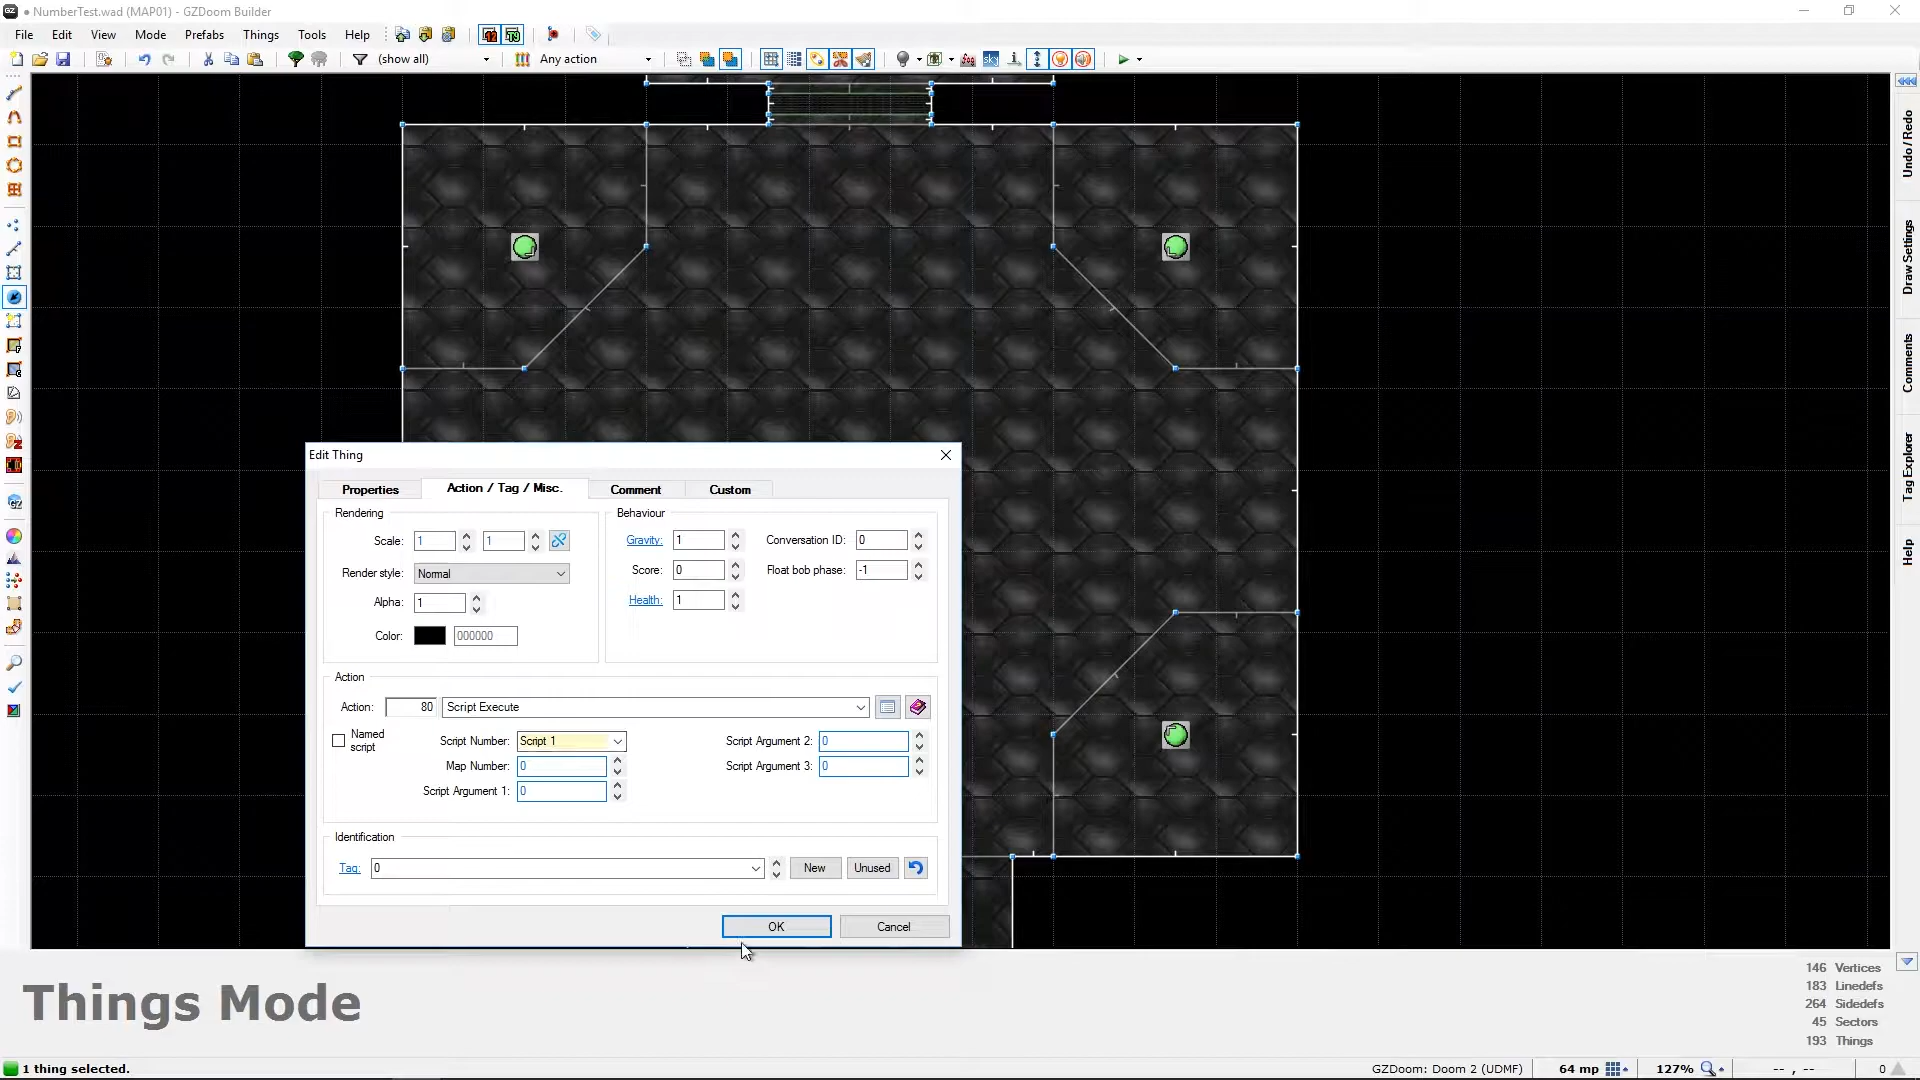 NumberTest.wad (MAP01) - GZDoom Builder
File Edit View Mode Prefabs Things Tools Help
(show all) Any action
Undo / Redo
Draw Settings
Comments
Tag Explorer
Help
Edit Thing
Properties Action / Tag / Misc. Comment Custom
Rendering
Scale: 1 1
Render style: Normal
Alpha: 1
Color: 000000
Behaviour
Gravity: 1 Conversation ID: 0
Score: 0 Float bob phase: -1
Health: 1
Action
Action: 80 Script Execute
Named script
Script Number: Script 1 Script Argument 2: 0
Map Number: 0 Script Argument 3: 0
Script Argument 1: 0
Identification
Tag: 0 New Unused
OK Cancel
Things Mode
146 Vertices
183 Linedefs
264 Sidedefs
45 Sectors
193 Things
1 thing selected. GZDoom: Doom 2 (UDMF) 64 mp 127% -- , -- 0